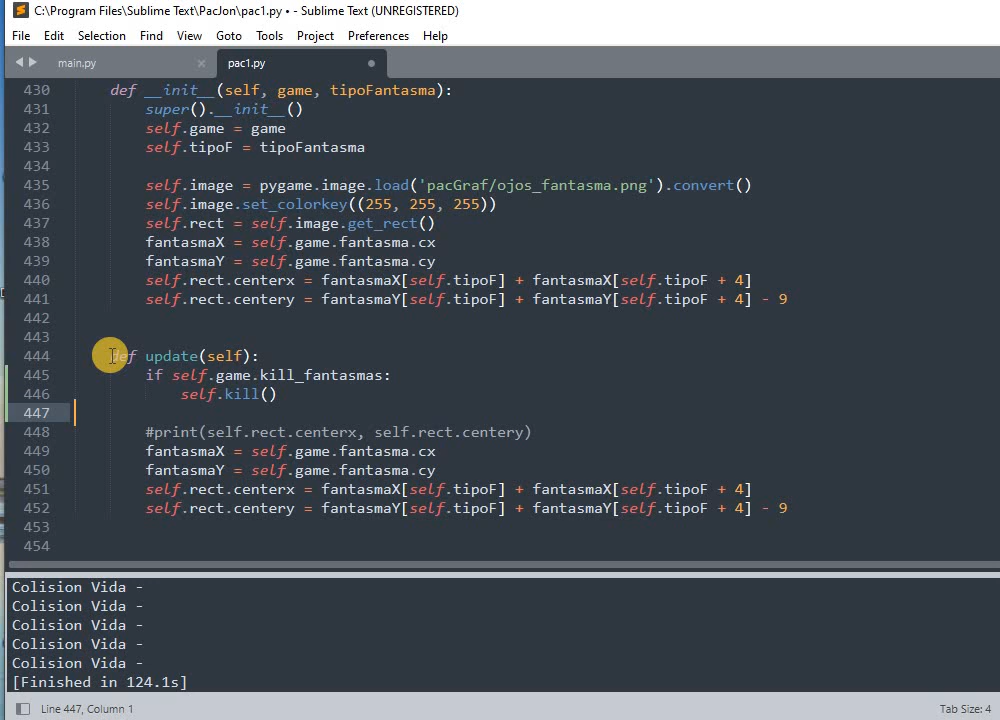 C:\Program Files\Sublime Text\PacJon\pac1.py • - Sublime Text (UNREGISTERED)
File Edit Selection Find View Goto Tools Project Preferences Help
main.py × pac1.py
430 def __init__(self, game, tipoFantasma):
431 super().__init__()
432 self.game = game
433 self.tipoF = tipoFantasma
434
435 self.image = pygame.image.load('pacGraf/ojos_fantasma.png').convert()
436 self.image.set_colorkey((255, 255, 255))
437 self.rect = self.image.get_rect()
438 fantasmaX = self.game.fantasma.cx
439 fantasmaY = self.game.fantasma.cy
440 self.rect.centerx = fantasmaX[self.tipoF] + fantasmaX[self.tipoF + 4]
441 self.rect.centery = fantasmaY[self.tipoF] + fantasmaY[self.tipoF + 4] - 9
442
443
444 def update(self):
445 if self.game.kill_fantasmas:
446 self.kill()
447
448 #print(self.rect.centerx, self.rect.centery)
449 fantasmaX = self.game.fantasma.cx
450 fantasmaY = self.game.fantasma.cy
451 self.rect.centerx = fantasmaX[self.tipoF] + fantasmaX[self.tipoF + 4]
452 self.rect.centery = fantasmaY[self.tipoF] + fantasmaY[self.tipoF + 4] - 9
453
454
Colision Vida -
Colision Vida -
Colision Vida -
Colision Vida -
Colision Vida -
[Finished in 124.1s]
Line 447, Column 1 Tab Size: 4